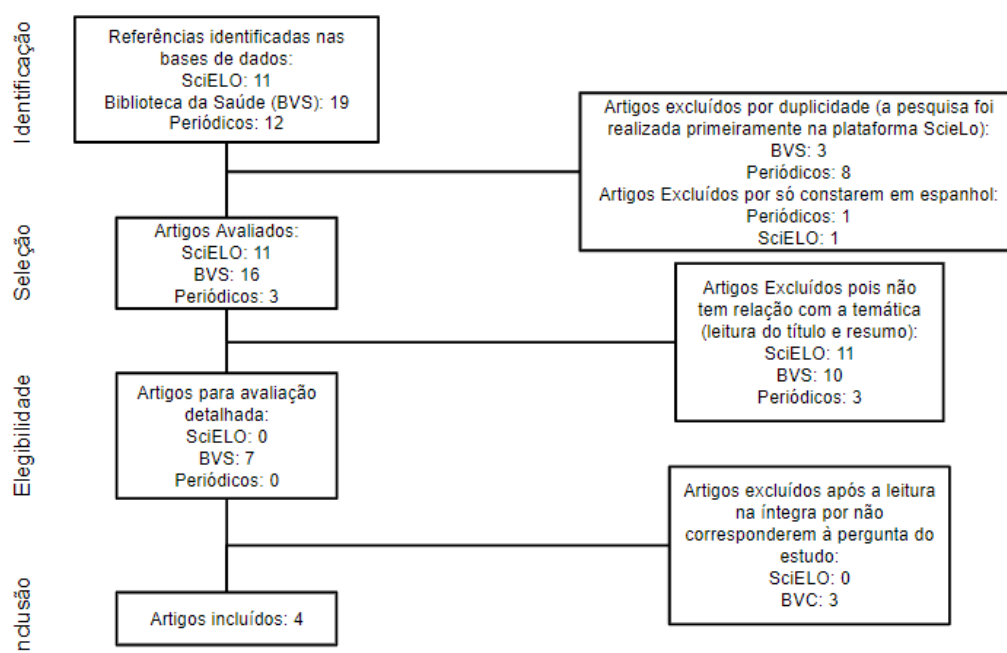 Identificação
Referências identificadas nas
bases de dados:
SciELO: 11
Biblioteca da Saúde (BVS): 19
Periódicos: 12
Artigos excluídos por duplicidade (a pesquisa foi
realizada primeiramente na plataforma ScieLo):
BVS: 3
Periódicos: 8
Artigos Excluídos por só constarem em espanhol:
Periódicos: 1
SciELO: 1
Seleção
Artigos Avaliados:
SciELO: 11
BVS: 16
Periódicos: 3
Artigos Excluídos pois não
tem relação com a temática
(leitura do título e resumo):
SciELO: 11
BVS: 10
Periódicos: 3
Elegibilidade
Artigos para avaliação
detalhada:
SciELO: 0
BVS: 7
Periódicos: 0
Artigos excluídos após a leitura
na íntegra por não
corresponderem à pergunta do
estudo:
SciELO: 0
BVC: 3
nclusão
Artigos incluídos: 4